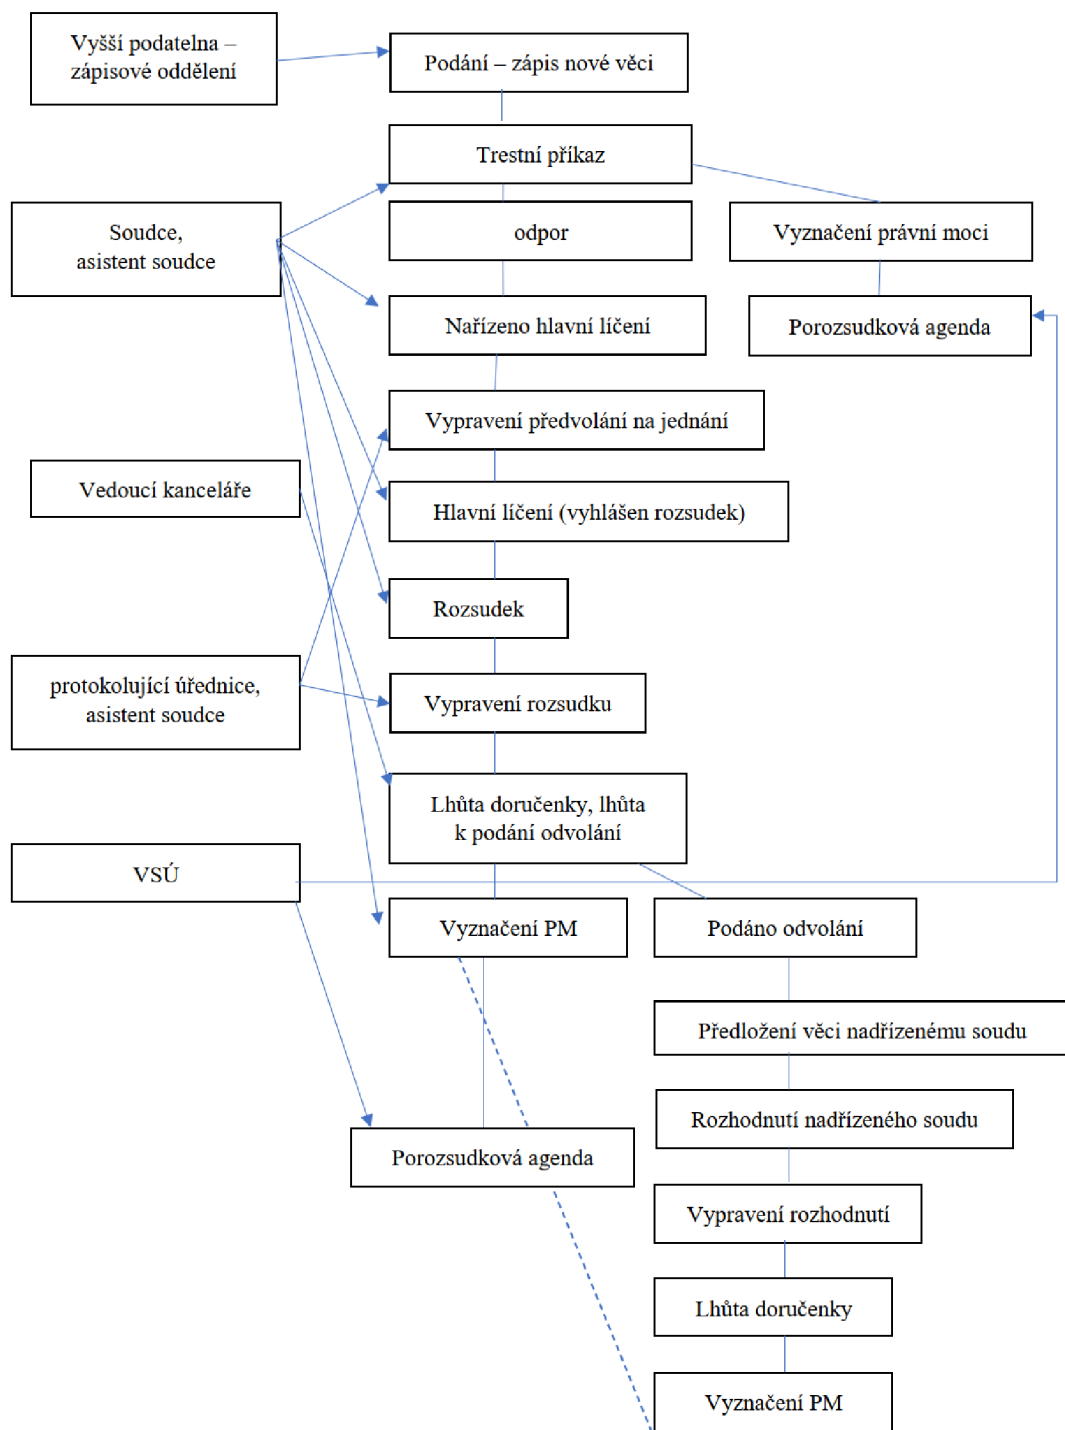 Vyšší podatelna –
zápisové oddělení
Podání – zápis nové věci
Trestní příkaz
Soudce,
asistent soudce
odpor
Vyznačení právní moci
Nařízeno hlavní líčení
Porozsudková agenda
Vypravení předvolání na jednání
Vedoucí kanceláře
Hlavní líčení (vyhlášen rozsudek)
Rozsudek
protokolující úřednice,
asistent soudce
Vypravení rozsudku
Lhůta doručenky, lhůta
k podání odvolání
VSÚ
Vyznačení PM
Podáno odvolání
Předložení věci nadřízenému soudu
Rozhodnutí nadřízeného soudu
Porozsudková agenda
Vypravení rozhodnutí
Lhůta doručenky
Vyznačení PM